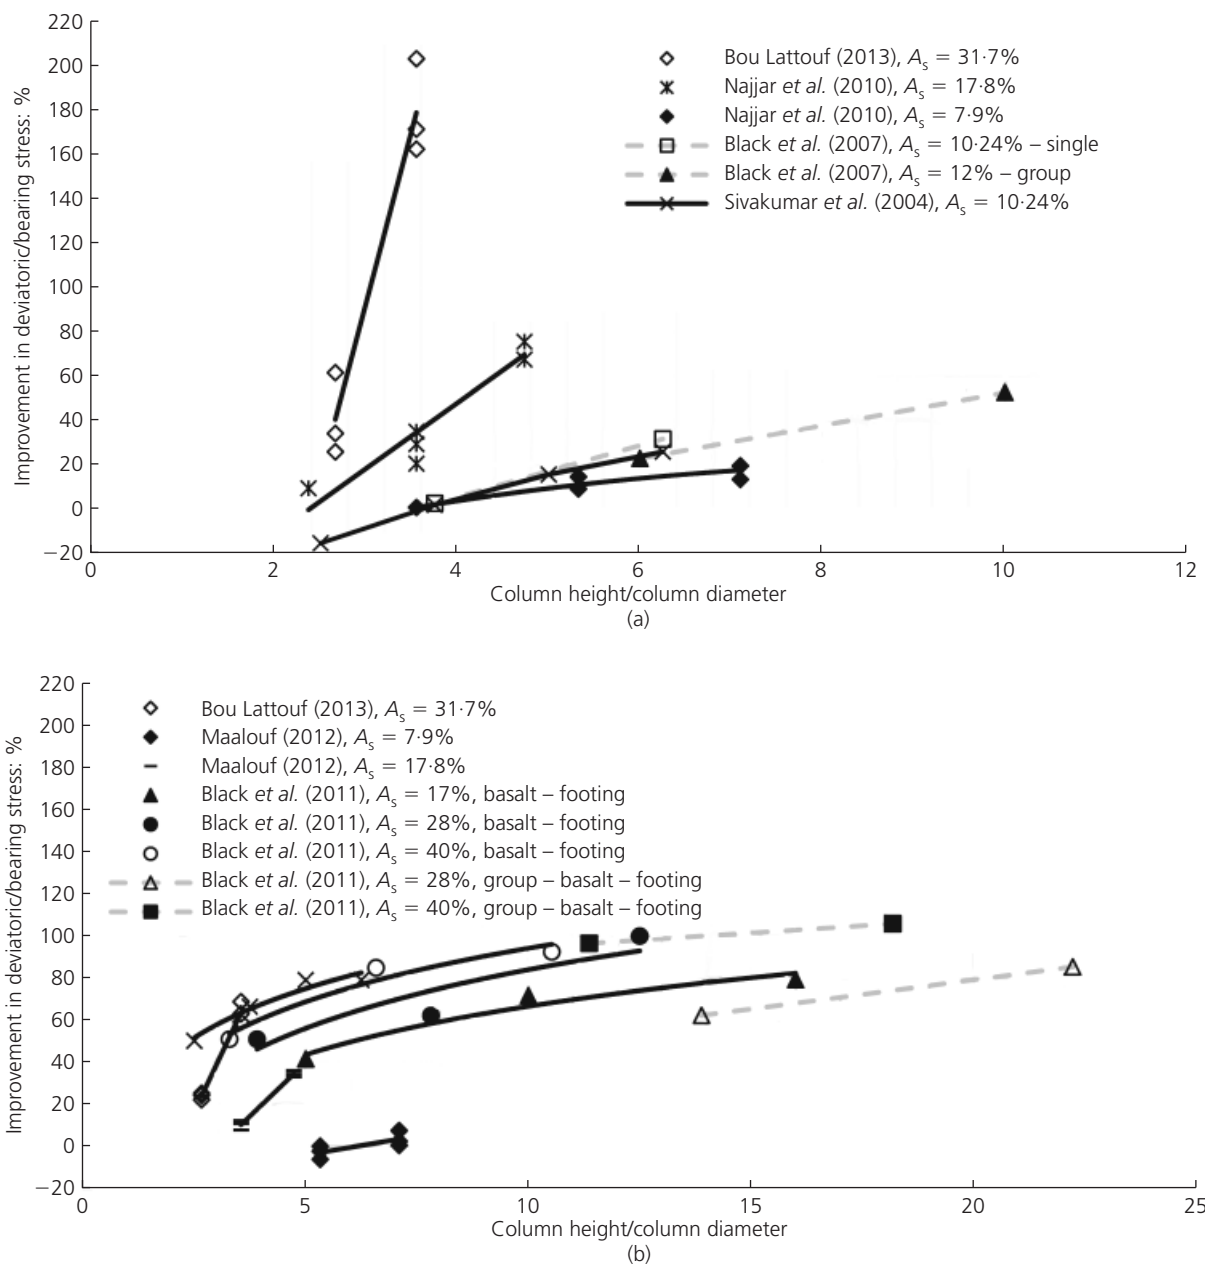 220
200
180
160
140
120
100
80
60
40
20
0
−20
Improvement in deviatoric/bearing stress: %
Bou Lattouf (2013), As = 31·7%
Najjar et al. (2010), As = 17·8%
Najjar et al. (2010), As = 7·9%
Black et al. (2007), As = 10·24% – single
Black et al. (2007), As = 12% – group
Sivakumar et al. (2004), As = 10·24%
0 2 4 6 8 10 12
Column height/column diameter
(a)
220
200
180
160
140
120
100
80
60
40
20
0
−20
Improvement in deviatoric/bearing stress: %
Bou Lattouf (2013), As = 31·7%
Maalouf (2012), As = 7·9%
Maalouf (2012), As = 17·8%
Black et al. (2011), As = 17%, basalt – footing
Black et al. (2011), As = 28%, basalt – footing
Black et al. (2011), As = 40%, basalt – footing
Black et al. (2011), As = 28%, group – basalt – footing
Black et al. (2011), As = 40%, group – basalt – footing
0 5 10 15 20 25
Column height/column diameter
(b)